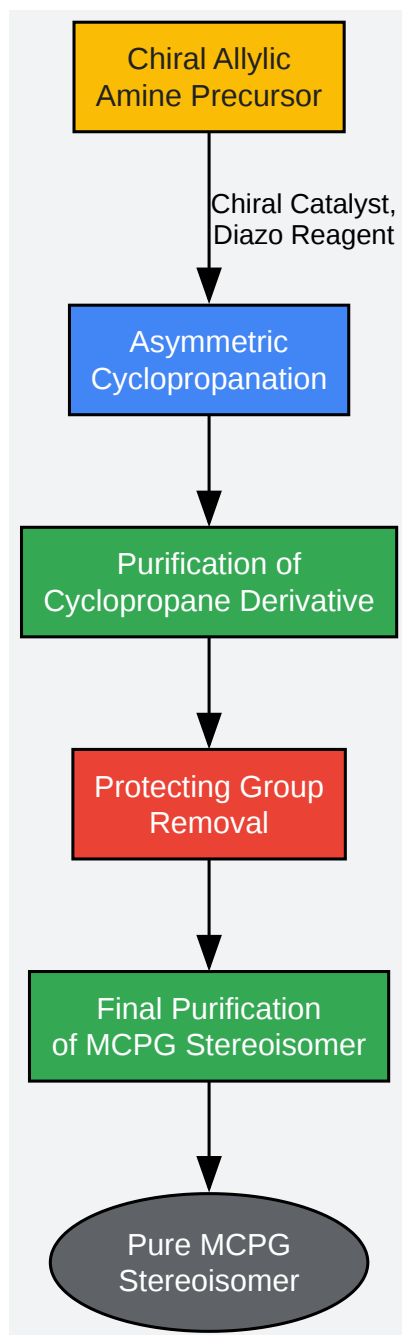 Chiral Allylic
Amine Precursor
Chiral Catalyst,
Diazo Reagent
Asymmetric
Cyclopropanation
Purification of
Cyclopropane Derivative
Protecting Group
Removal
Final Purification
of MCPG Stereoisomer
Pure MCPG
Stereoisomer